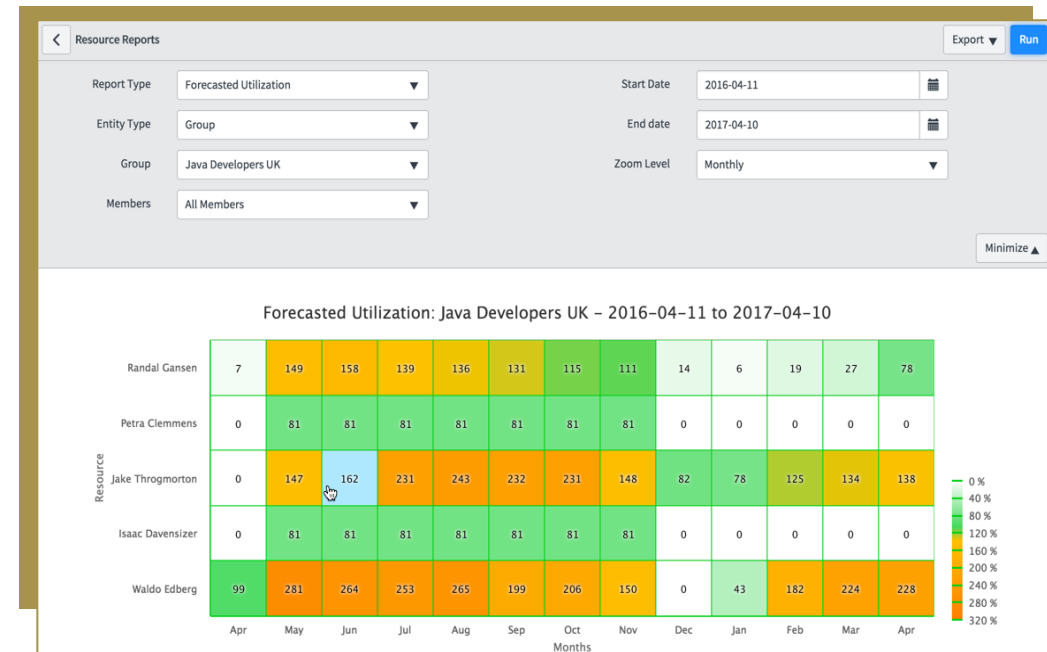 Resource Reports Export Run
Report Type Forecasted Utilization Start Date 2016-04-11
Entity Type Group End date 2017-04-10
Group Java Developers UK Zoom Level Monthly
Members All Members
Minimize
Forecasted Utilization: Java Developers UK – 2016-04-11 to 2017-04-10
Randal Gansen 7 149 158 139 136 131 115 111 14 6 19 27 78
Petra Clemmens 0 81 81 81 81 81 81 81 0 0 0 0 0
Resource
Jake Throgmorton 0 147 162 231 243 232 231 148 82 78 125 134 138
Isaac Davensizer 0 81 81 81 81 81 81 81 0 0 0 0 0
Waldo Edberg 99 281 264 253 265 199 206 150 0 43 182 224 228
Apr May Jun Jul Aug Sep Oct Nov Dec Jan Feb Mar Apr
Months
0 %
40 %
80 %
120 %
160 %
200 %
240 %
280 %
320 %